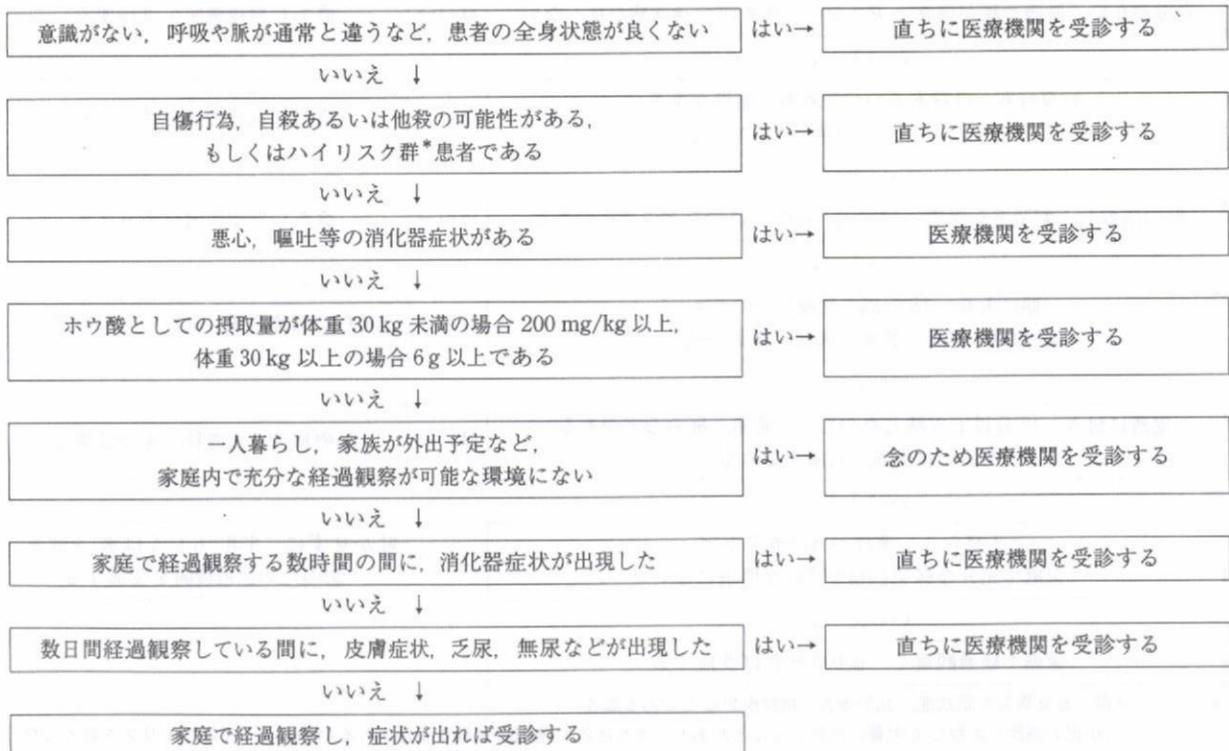 意識がない，呼吸や脈が通常と違うなど，患者の全身状態が良くない はい→ 直ちに医療機関を受診する
いいえ ↓
自傷行為，自殺あるいは他殺の可能性がある，
もしくはハイリスク群*患者である はい→ 直ちに医療機関を受診する
いいえ ↓
悪心，嘔吐等の消化器症状がある はい→ 医療機関を受診する
いいえ ↓
ホウ酸としての摂取量が体重30kg未満の場合200mg/kg以上，
体重30kg以上の場合6g以上である はい→ 医療機関を受診する
いいえ ↓
一人暮らし，家族が外出予定など，
家庭内で充分な経過観察が可能な環境にない はい→ 念のため医療機関を受診する
いいえ ↓
家庭で経過観察する数時間の間に，消化器症状が出現した はい→ 直ちに医療機関を受診する
いいえ ↓
数日間経過観察している間に，皮膚症状，乏尿，無尿などが出現した はい→ 直ちに医療機関を受診する
いいえ ↓
家庭で経過観察し，症状が出れば受診する